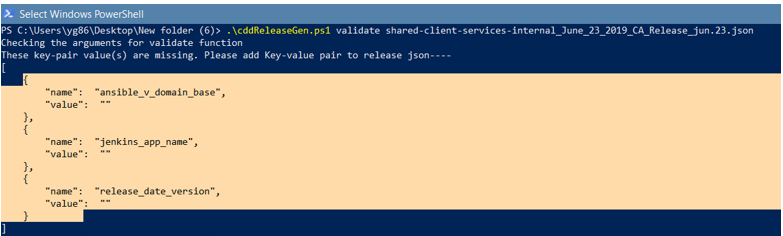 Select Windows PowerShell
PS C:\Users\yg86\Desktop\New folder (6)> .\cddReleaseGen.ps1 validate shared-client-services-internal_June_23_2019_CA_Release_jun.23.json
Checking the arguments for validate function
These key-pair value(s) are missing. Please add Key-value pair to release json----
[
    {
        "name":  "ansible_v_domain_base",
        "value":  ""
    },
    {
        "name":  "jenkins_app_name",
        "value":  ""
    },
    {
        "name":  "release_date_version",
        "value":  ""
    }
]